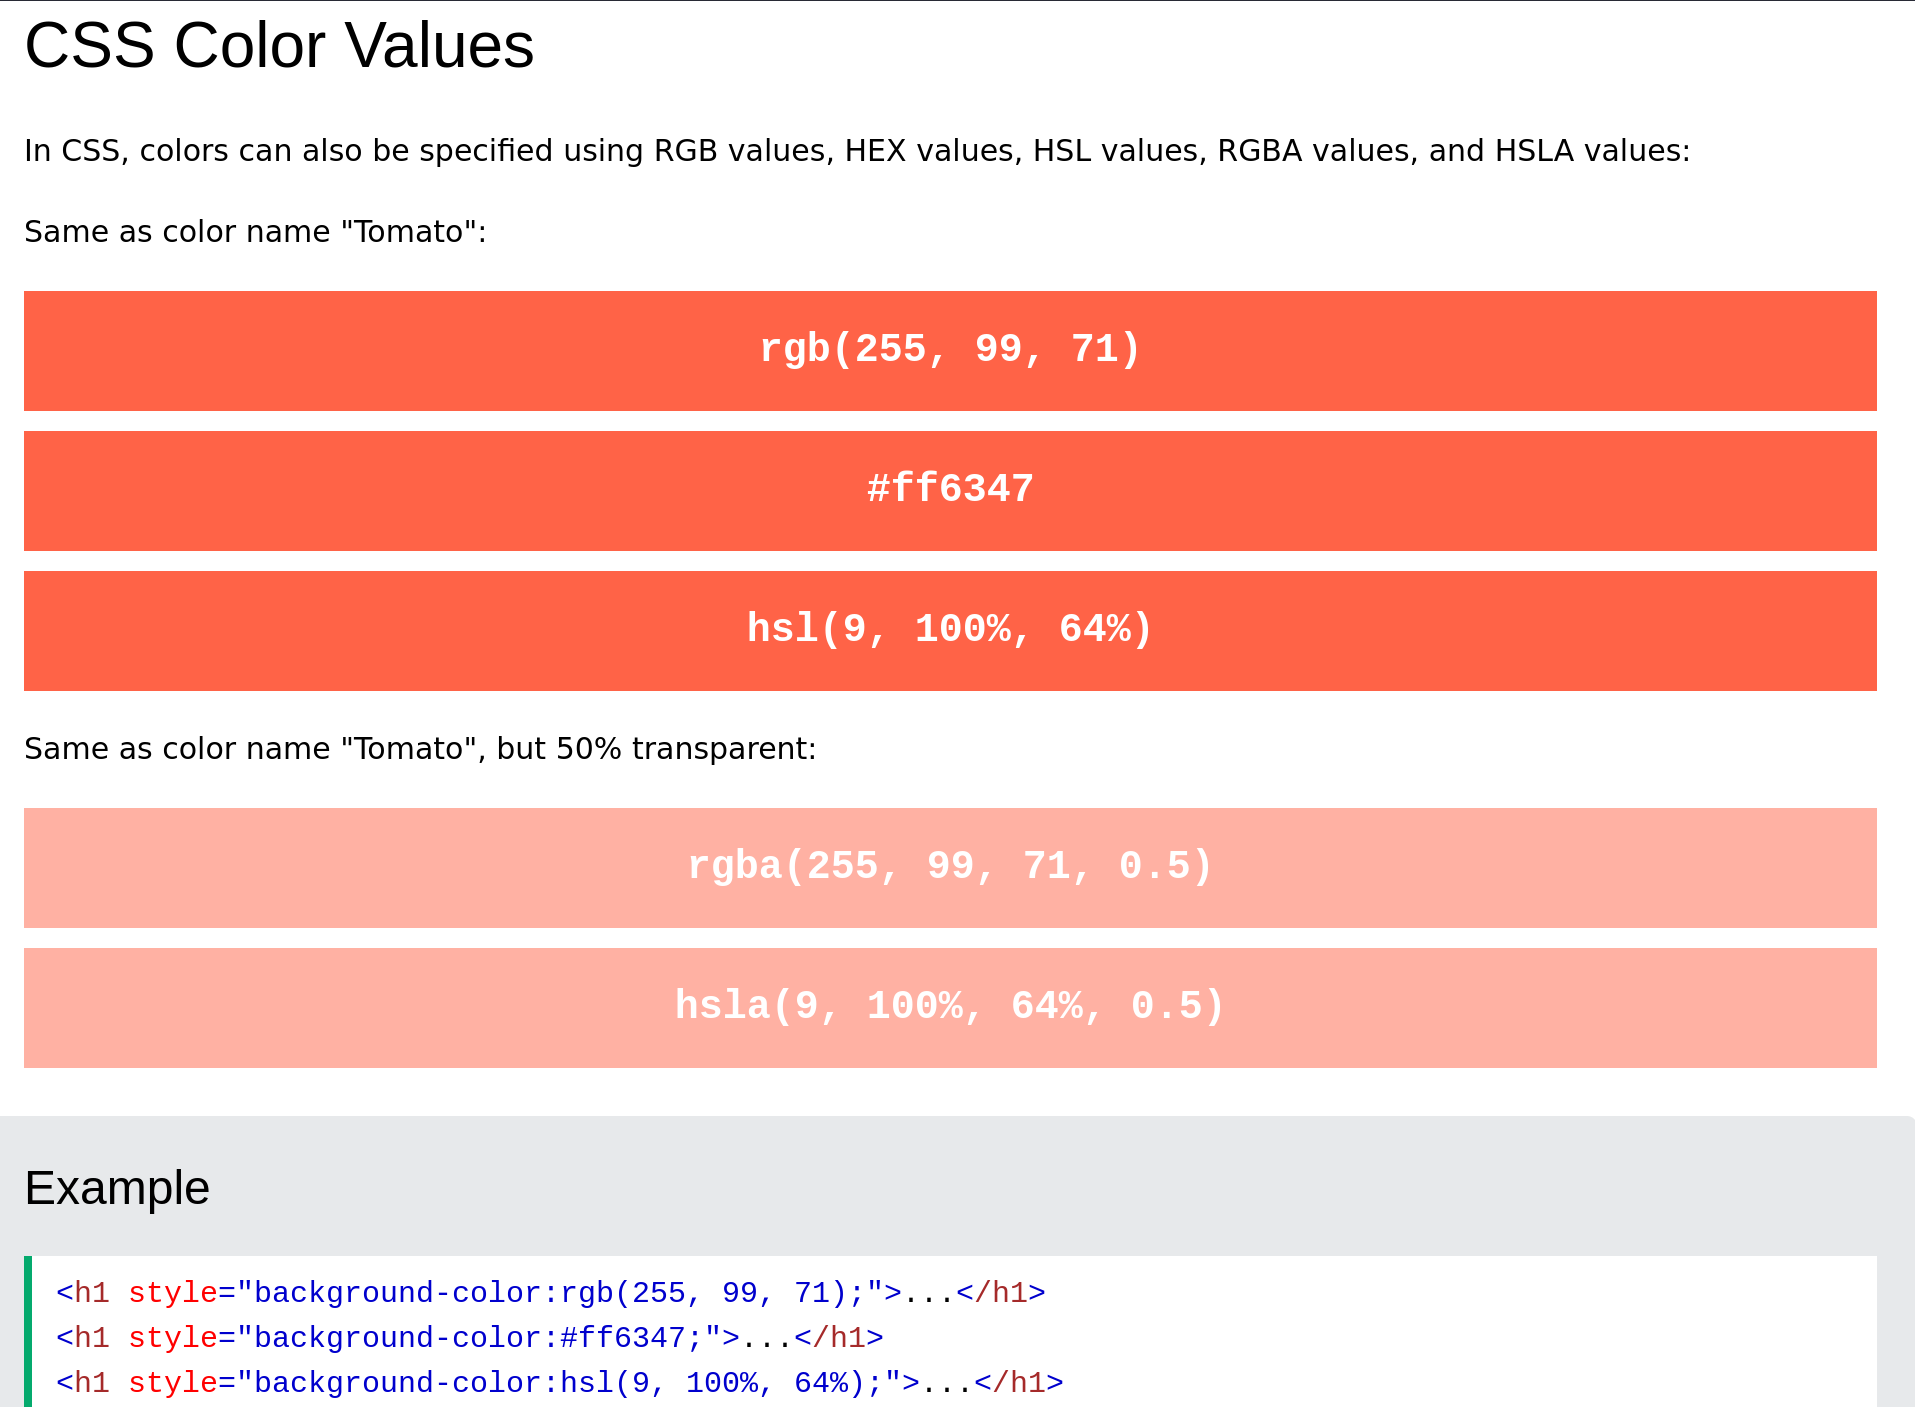 CSS Color Values
In CSS, colors can also be specified using RGB values, HEX values, HSL values, RGBA values, and HSLA values:
Same as color name "Tomato":
rgb(255, 99, 71)
#ff6347
hsl(9, 100%, 64%)
Same as color name "Tomato", but 50% transparent:
rgba(255, 99, 71, 0.5)
hsla(9, 100%, 64%, 0.5)
Example
<h1 style="background-color:rgb(255, 99, 71);">...</h1>
<h1 style="background-color:#ff6347;">...</h1>
<h1 style="background-color:hsl(9, 100%, 64%);">...</h1>